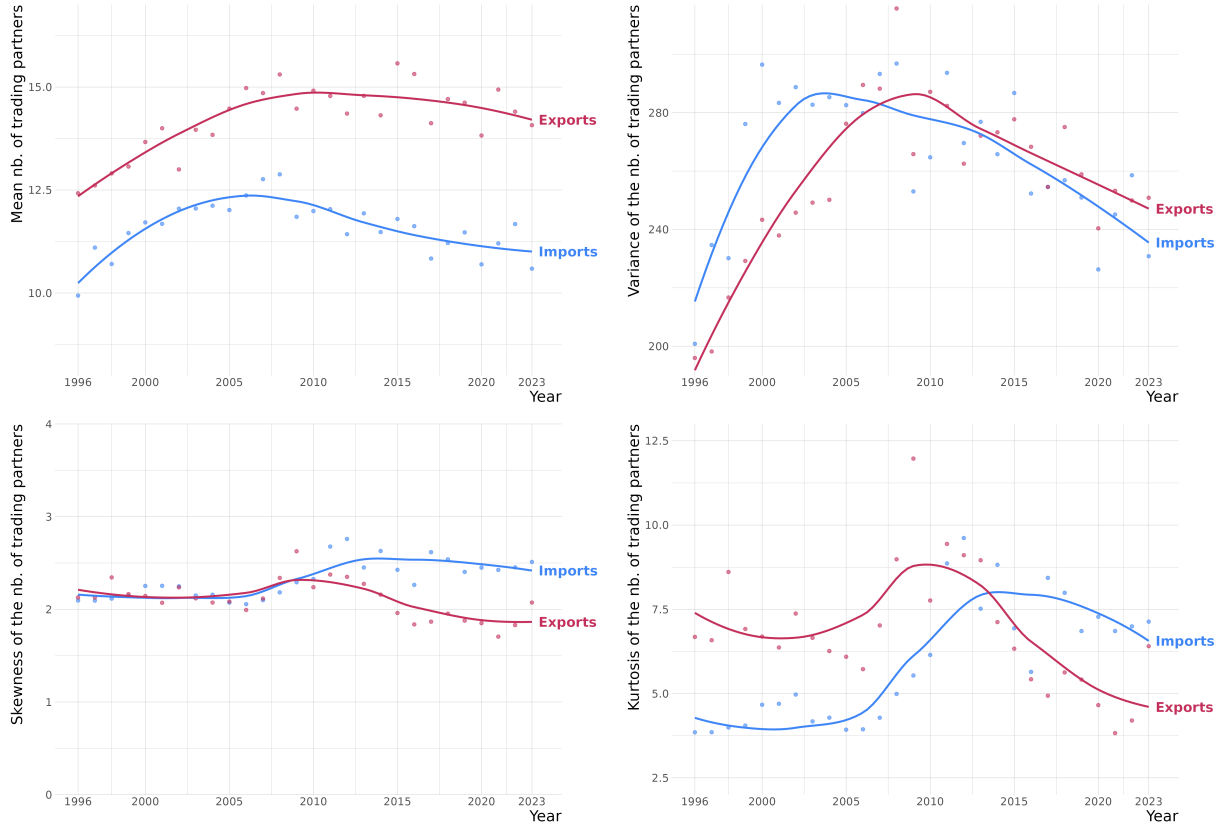 Mean nb. of trading partners
15.0
12.5
10.0
Exports
Imports
1996 2000 2005 2010 2015 2020 2023
Year
Variance of the nb. of trading partners
280
240
200
Exports
Imports
1996 2000 2005 2010 2015 2020 2023
Year
Skewness of the nb. of trading partners
4
3
2
1
0
Imports
Exports
1996 2000 2005 2010 2015 2020 2023
Year
Kurtosis of the nb. of trading partners
12.5
10.0
7.5
5.0
2.5
Imports
Exports
1996 2000 2005 2010 2015 2020 2023
Year